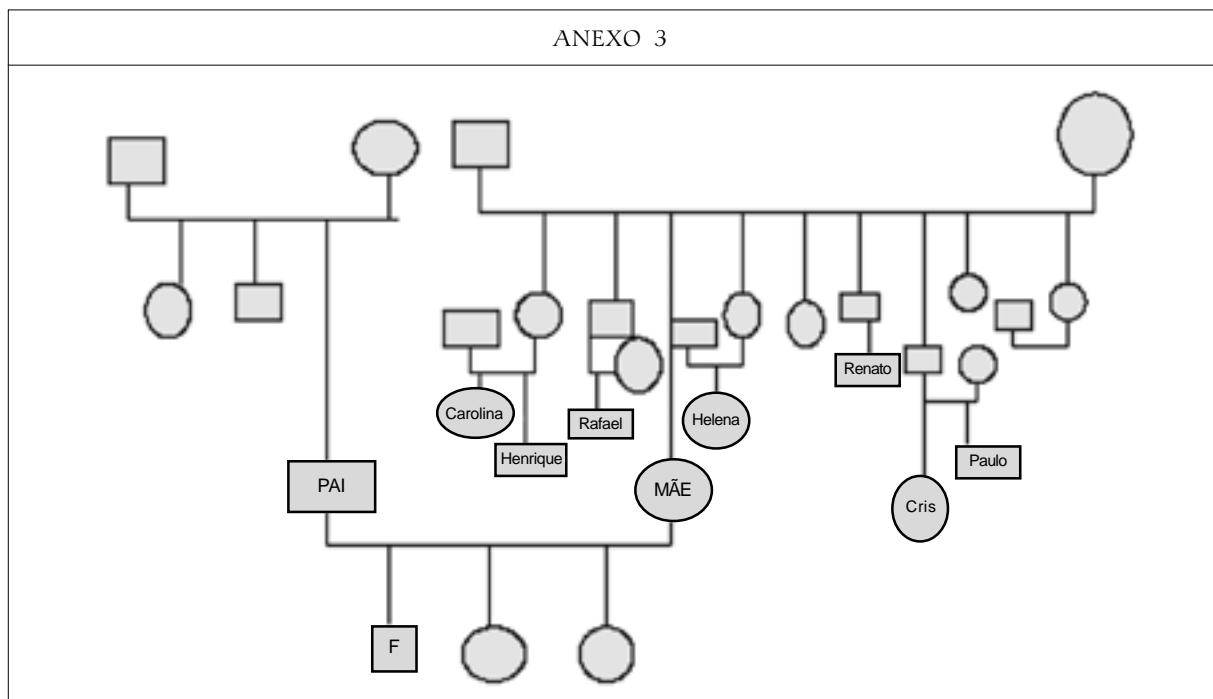 ANEXO 3
Renato
Carolina
Rafael
Helena
Henrique
Paulo
PAI
MÃE
Cris
F